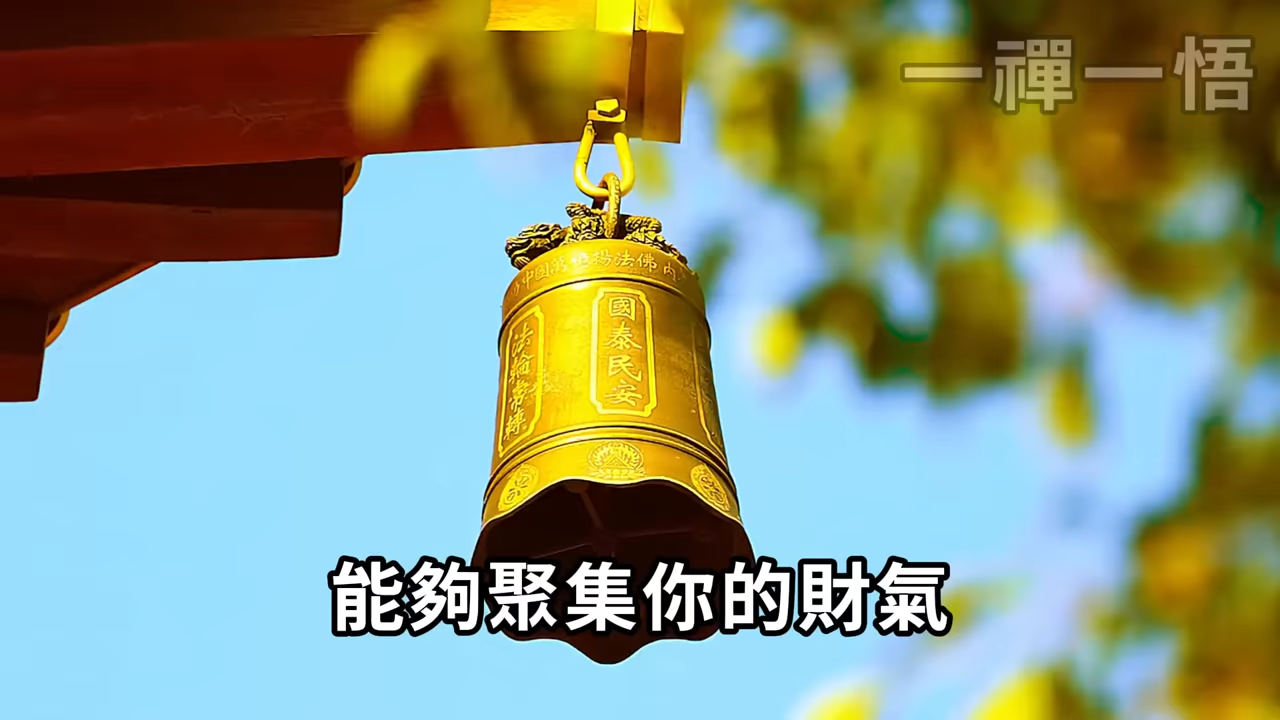 一禪一悟
國泰民安
法輪常轉
能夠聚集你的財氣